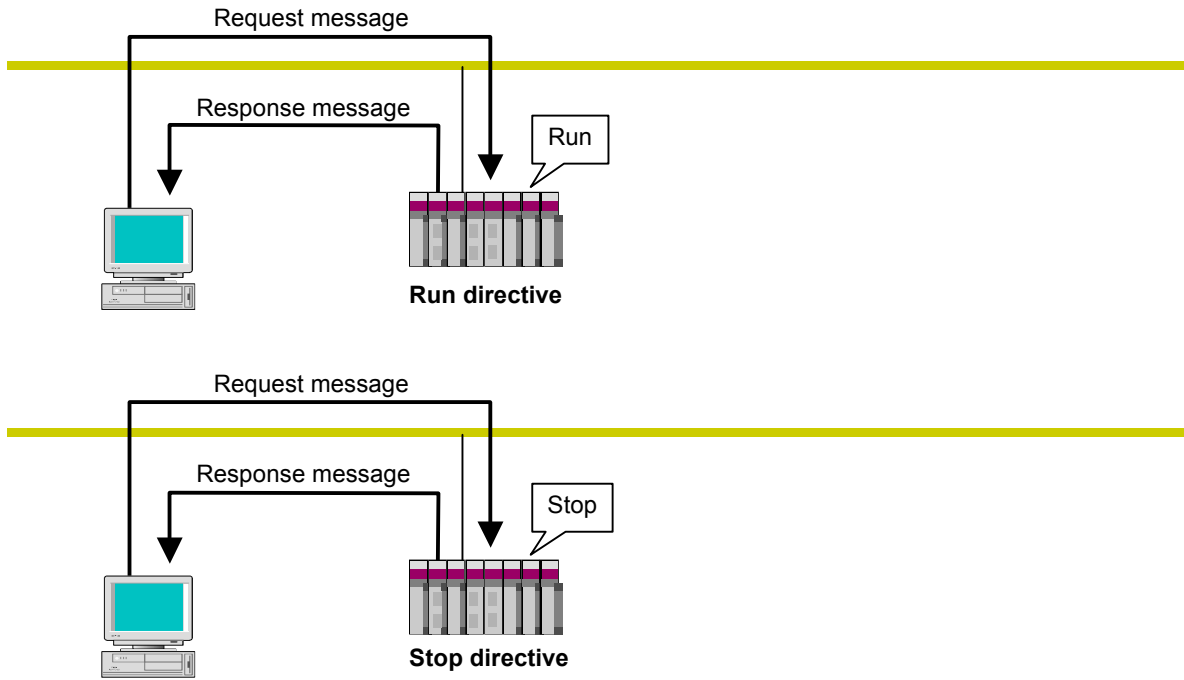 Request message
Response message
Run
Run directive
Request message
Response message
Stop
Stop directive